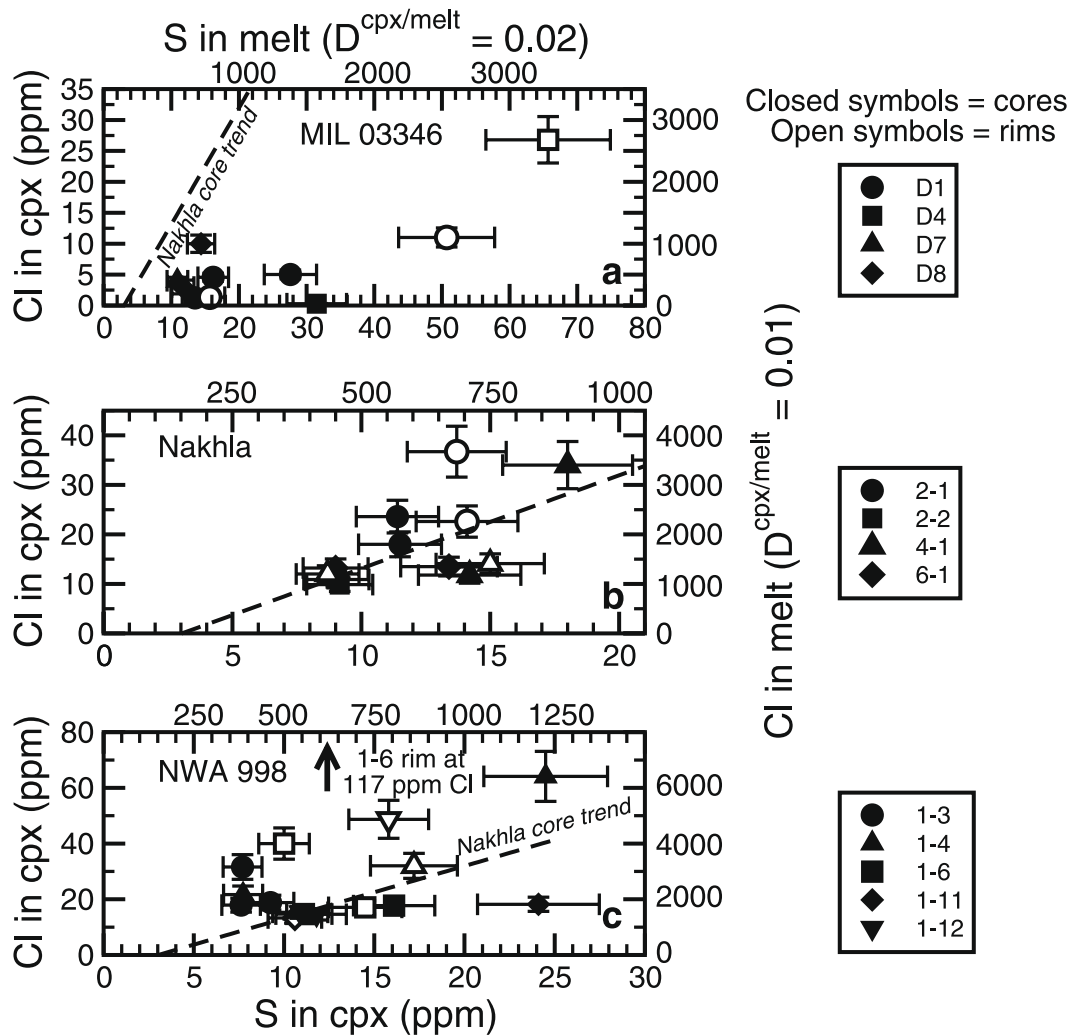 S in melt (D^cpx/melt = 0.02)
1000 2000 3000
35
30
25
20
15
10
5
0
Cl in cpx (ppm)
MIL 03346
Nakhla core trend
a
3000
2000
1000
0
0 10 20 30 40 50 60 70 80
Closed symbols = cores
Open symbols = rims
D1
D4
D7
D8
250 500 750 1000
40
30
20
10
0
Cl in cpx (ppm)
Nakhla
b
4000
3000
2000
1000
0
0 5 10 15 20
Cl in melt (D^cpx/melt = 0.01)
2-1
2-2
4-1
6-1
250 500 750 1000 1250
80
60
40
20
0
Cl in cpx (ppm)
NWA 998
1-6 rim at
117 ppm Cl
Nakhla core trend
c
6000
4000
2000
0
0 5 10 15 20 25 30
S in cpx (ppm)
1-3
1-4
1-6
1-11
1-12